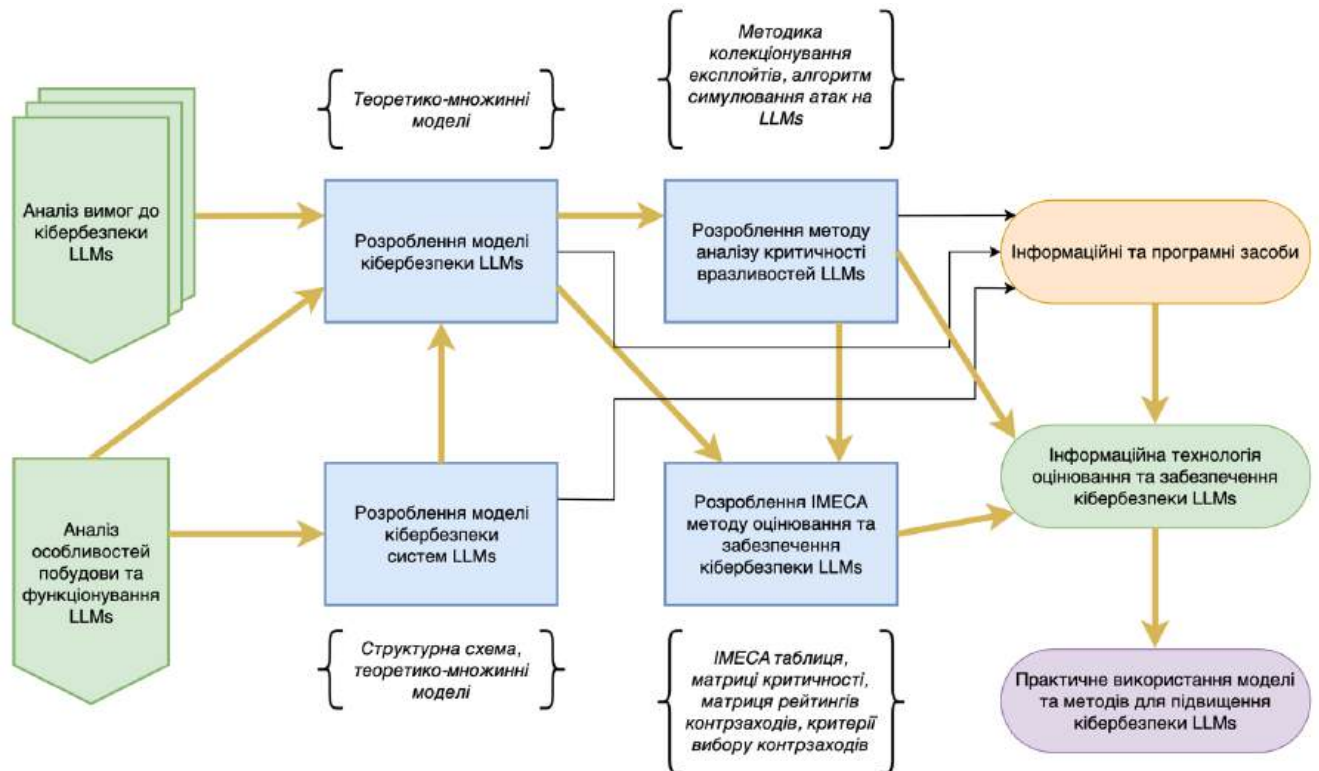 Теоретико-множинні
моделі
Методика
колекціонування
експлойтів, алгоритм
симулювання атак на
LLMs
Аналіз вимог до
кібербезпеки
LLMs
Розроблення моделі
кібербезпеки LLMs
Розроблення методу
аналізу критичності
вразливостей LLMs
Інформаційні та програмні засоби
Аналіз
особливостей
побудови та
функціонування
LLMs
Розроблення моделі
кібербезпеки
систем LLMs
Розроблення IMECA
методу оцінювання та
забезпечення
кібербезпеки LLMs
Інформаційна технологія
оцінювання та забезпечення
кібербезпеки LLMs
Структурна схема,
теоретико-множинні
моделі
IMECA таблиця,
матриці критичності,
матриця рейтингів
контрзаходів, критерії
вибору контрзаходів
Практичне використання моделі
та методів для підвищення
кібербезпеки LLMs